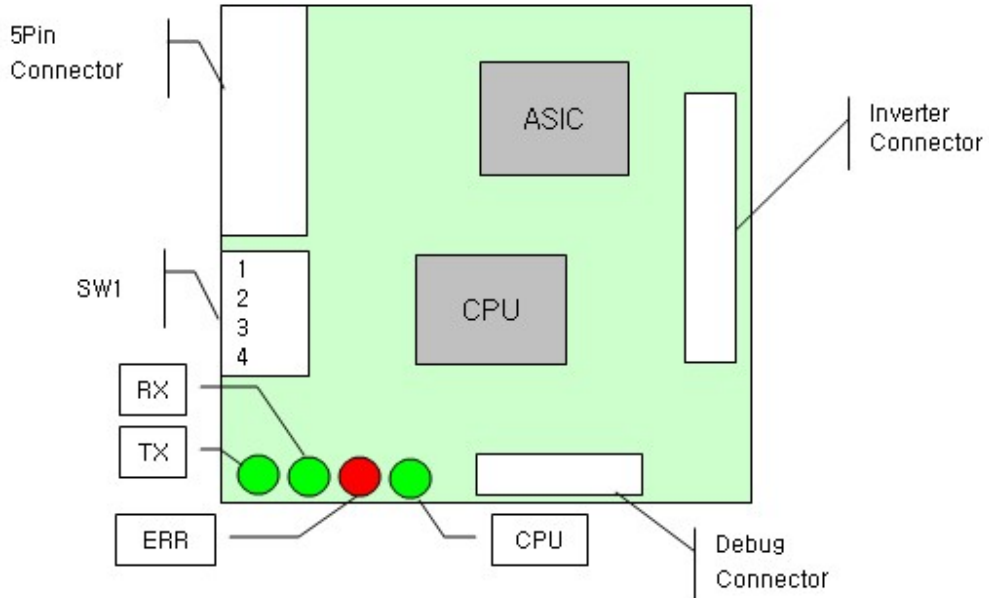 5Pin
Connector
ASIC
Inverter
Connector
SW1
1
2
3
4
CPU
RX
TX
ERR
CPU
Debug
Connector